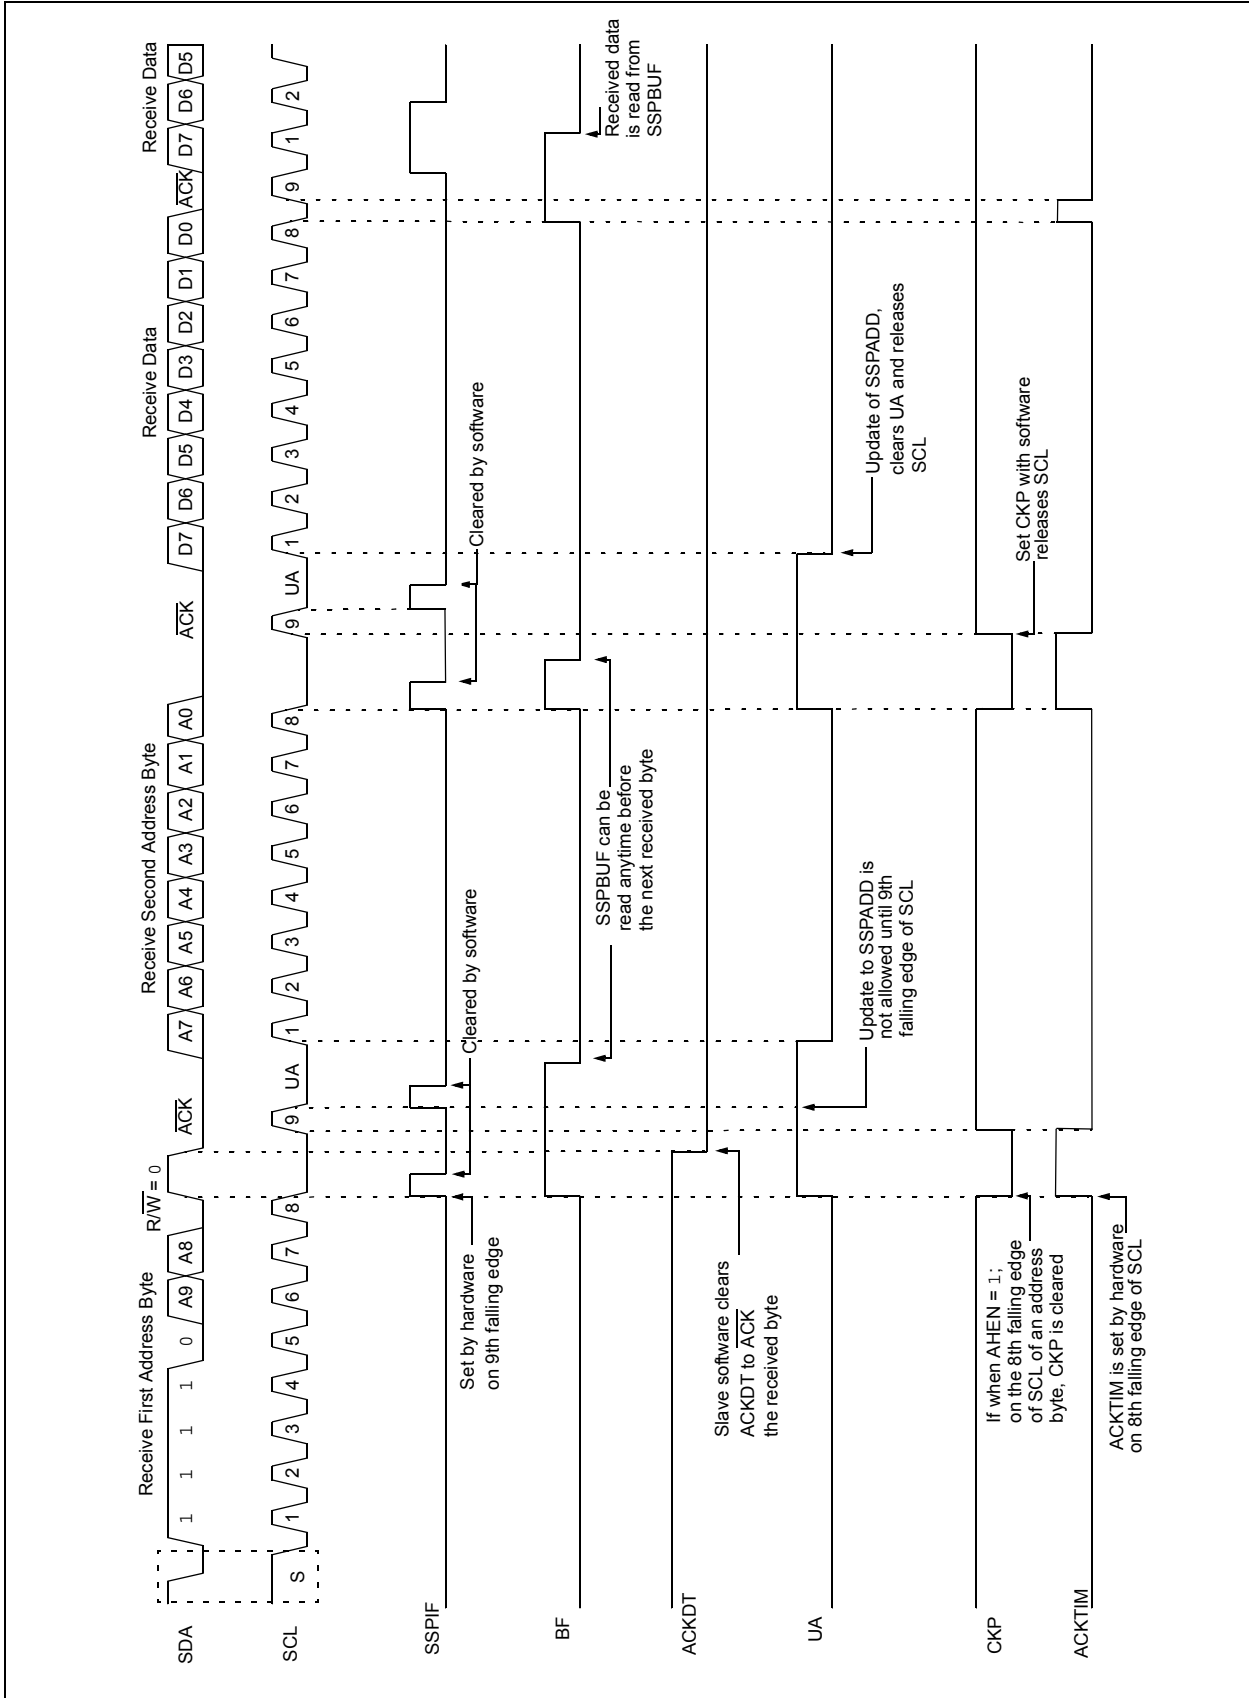 Receive First Address Byte
R/W = 0
Receive Second Address Byte
Receive Data
Receive Data
SDA
1 1 1 1 0 A9 A8
ACK
A7 A6 A5 A4 A3 A2 A1 A0
ACK
D7 D6 D5 D4 D3 D2 D1 D0
ACK
D7 D6 D5
SCL
S 1 2 3 4 5 6 7 8 9 UA 1 2 3 4 5 6 7 8 9 UA 1 2 3 4 5 6 7 8 9 1 2
SSPIF
Set by hardware
on 9th falling edge
Cleared by software
Cleared by software
BF
SSPBUF can be
read anytime before
the next received byte
Received data
is read from
SSPBUF
ACKDT
Slave software clears
ACKDT to ACK
the received byte
UA
Update to SSPADD is
not allowed until 9th
falling edge of SCL
Update of SSPADD,
clears UA and releases
SCL
CKP
If when AHEN = 1;
on the 8th falling edge
of SCL of an address
byte, CKP is cleared
Set CKP with software
releases SCL
ACKTIM
ACKTIM is set by hardware
on 8th falling edge of SCL